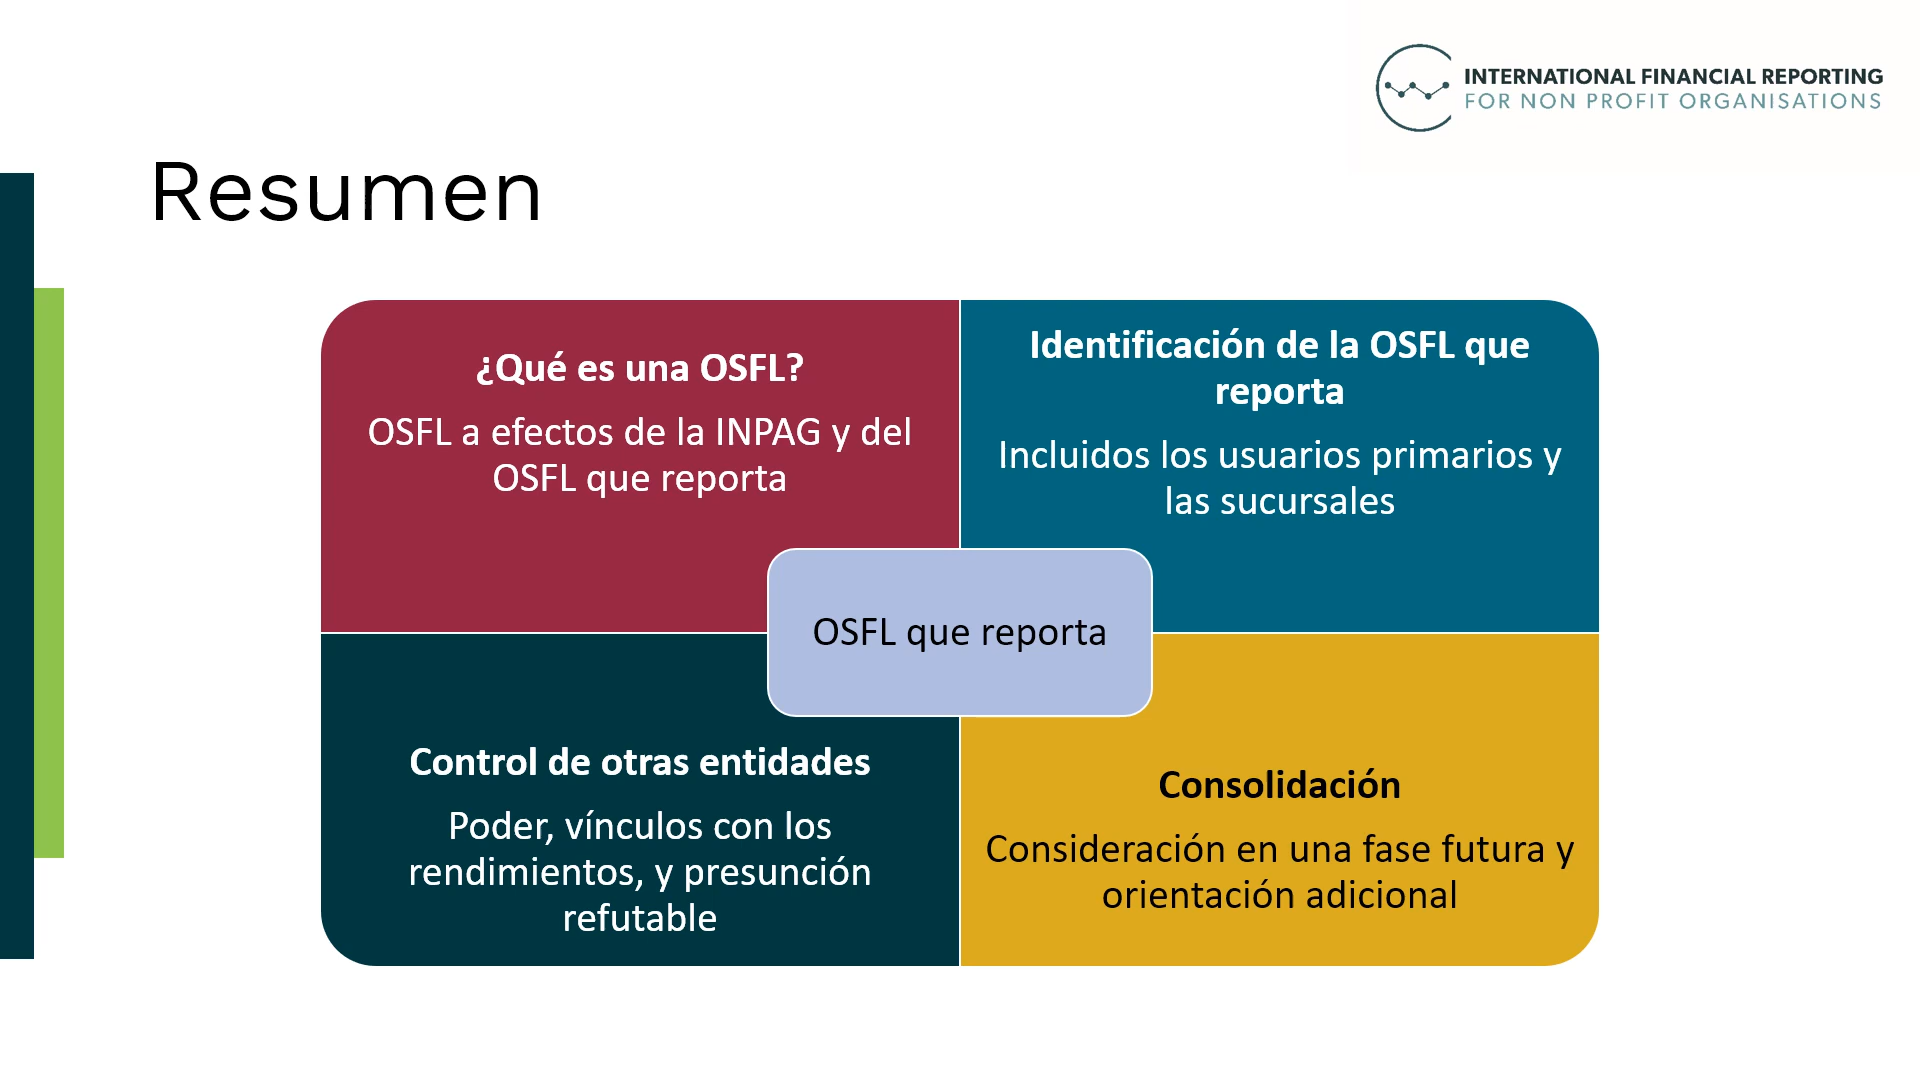 INTERNATIONAL FINANCIAL REPORTING
FOR NON PROFIT ORGANISATIONS
Resumen
¿Qué es una OSFL?
OSFL a efectos de la INPAG y del
OSFL que reporta
Identificación de la OSFL que
reporta
Incluidos los usuarios primarios y
las sucursales
OSFL que reporta
Control de otras entidades
Poder, vínculos con los
rendimientos, y presunción
refutable
Consolidación
Consideración en una fase futura y
orientación adicional